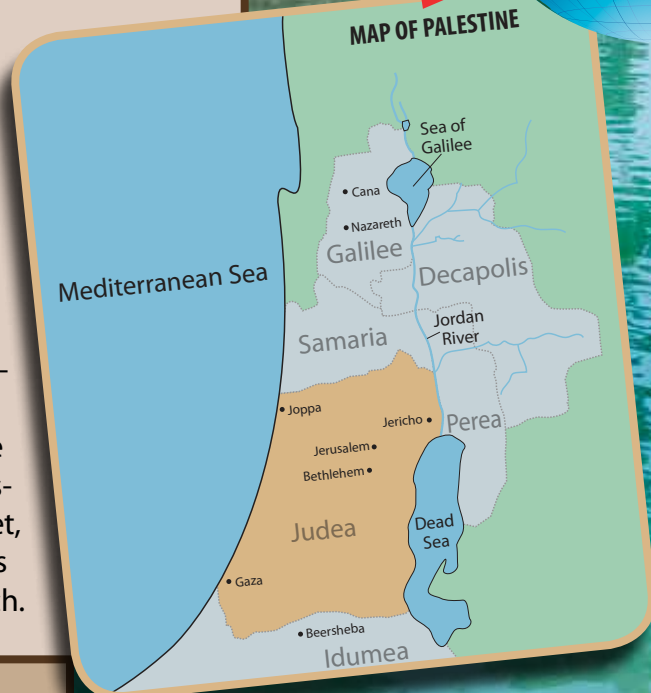 MAP OF PALESTINE
Sea of
Galilee
Cana
Nazareth
Galilee
Decapolis
Mediterranean Sea
Samaria
Jordan
River
Joppa
Jericho
Perea
Jerusalem
Bethlehem
Judea
Dead
Sea
Gaza
Beersheba
Idumea
et,